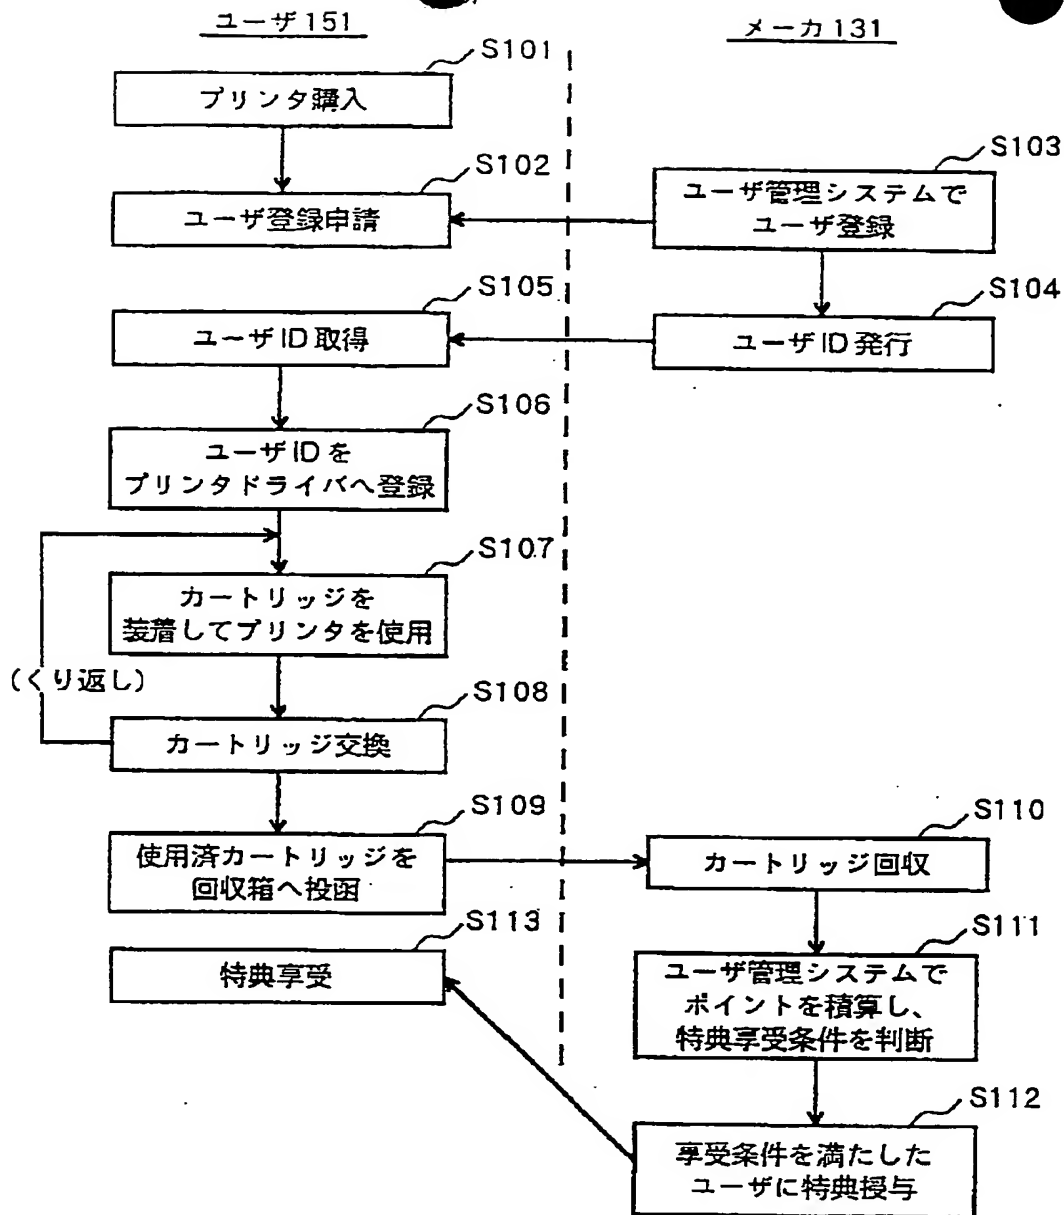 ユーザ151
メーカ131
S101
プリンタ購入
S102
ユーザ登録申請
S103
ユーザ管理システムで
ユーザ登録
S104
ユーザID発行
S105
ユーザID取得
S106
ユーザIDを
プリンタドライバへ登録
S107
カートリッジを
装着してプリンタを使用
(くり返し)
S108
カートリッジ交換
S109
使用済カートリッジを
回収箱へ投函
S110
カートリッジ回収
S111
ユーザ管理システムで
ポイントを積算し、
特典享受条件を判断
S112
享受条件を満たした
ユーザに特典授与
S113
特典享受